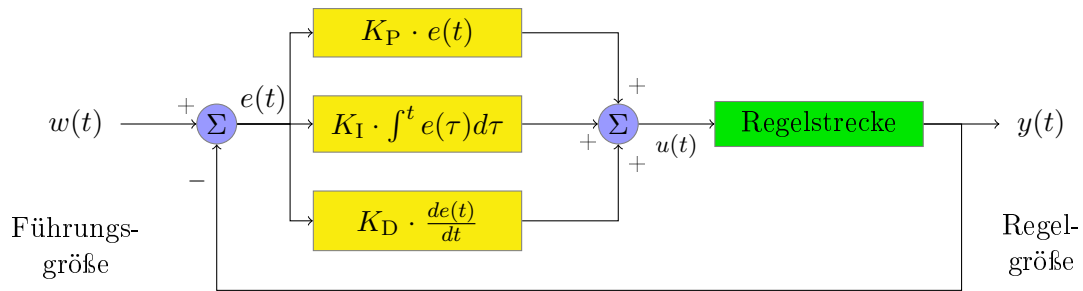 K_P · e(t)
w(t)
+
Σ
e(t)
K_I · ∫^t e(τ)dτ
+
+
Σ
+
u(t)
Regelstrecke
y(t)
−
K_D · de(t)/dt
Führungs-
größe
Regel-
größe